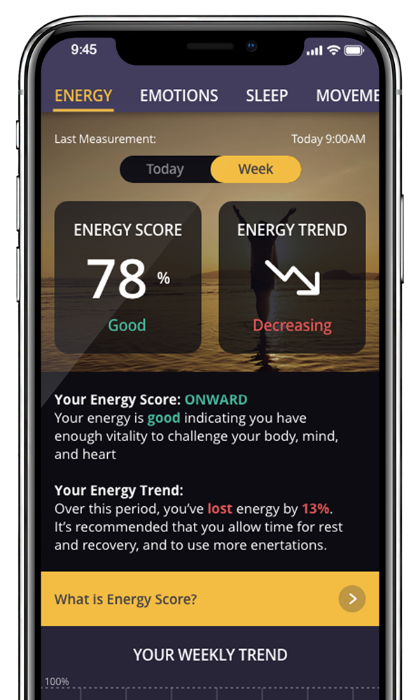 9:45
ENERGY EMOTIONS SLEEP MOVEME
Last Measurement: Today 9:00AM
Today Week
ENERGY SCORE ENERGY TREND
78 %
Good Decreasing
Your Energy Score: ONWARD
Your energy is good indicating you have
enough vitality to challenge your body, mind,
and heart
Your Energy Trend:
Over this period, you've lost energy by 13%.
It's recommended that you allow time for rest
and recovery, and to use more enertations.
What is Energy Score?
YOUR WEEKLY TREND
100%